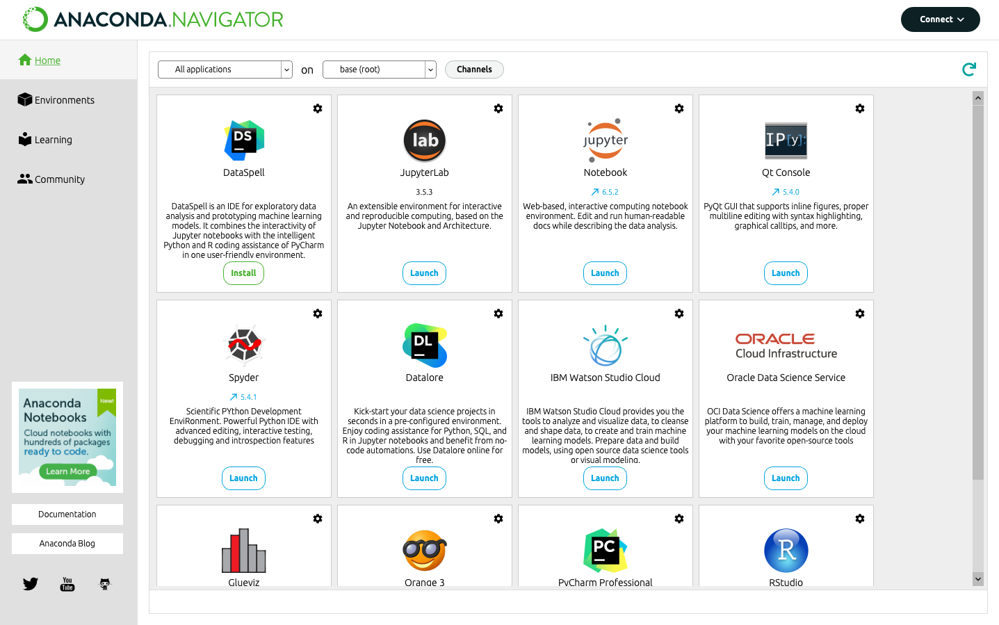 ANACONDA.NAVIGATOR
Connect
Home
Environments
Learning
Community
All applications on base (root) Channels
DS
DataSpell
DataSpell is an IDE for exploratory data
analysis and prototyping machine learning
models. It combines the interactivity of
Jupyter notebooks with the intelligent
Python and R coding assistance of PyCharm
in one user-friendly environment.
Install
lab
JupyterLab
3.5.3
An extensible environment for interactive
and reproducible computing, based on the
Jupyter Notebook and Architecture.
Launch
jupyter
Notebook
6.5.2
Web-based, interactive computing notebook
environment. Edit and run human-readable
docs while describing the data analysis.
Launch
IP[y]:
Qt Console
5.4.0
PyQt GUI that supports inline figures, proper
multiline editing with syntax highlighting,
graphical calltips, and more.
Launch
Spyder
5.4.1
Scientific PYthon Development
EnviRonment. Powerful Python IDE with
advanced editing, interactive testing,
debugging and introspection features
Launch
DL
Datalore
Kick-start your data science projects in
seconds in a pre-configured environment.
Enjoy coding assistance for Python, SQL, and
R in Jupyter notebooks and benefit from no-
code automations. Use Datalore online for
free.
Launch
IBM Watson Studio Cloud
IBM Watson Studio Cloud provides you the
tools to analyze and visualize data, to cleanse
and shape data, to create and train machine
learning models. Prepare data and build
models, using open source data science tools
or visual modeling.
Launch
ORACLE
Cloud Infrastructure
Oracle Data Science Service
OCI Data Science offers a machine learning
platform to build, train, manage, and deploy
your machine learning models on the cloud
with your favorite open-source tools
Launch
Glueviz
Orange 3
PC
PyCharm Professional
R
RStudio
Anaconda
Notebooks
New!
Cloud notebooks with
hundreds of packages
ready to code.
Learn More
Documentation
Anaconda Blog
You
Tube